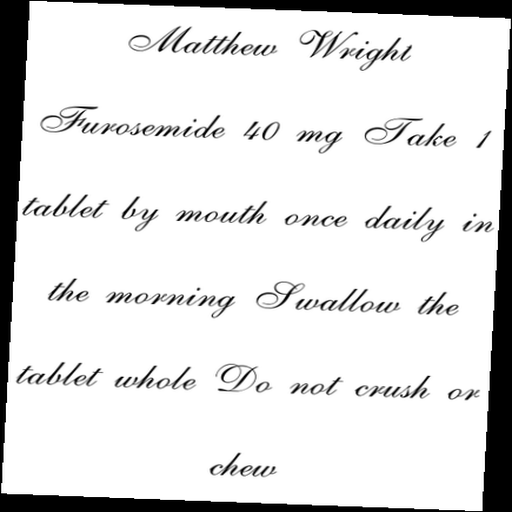 Matthew Wright
Furosemide 40 mg Take 1
tablet by mouth once daily in
the morning Swallow the
tablet whole Do not crush or
chew